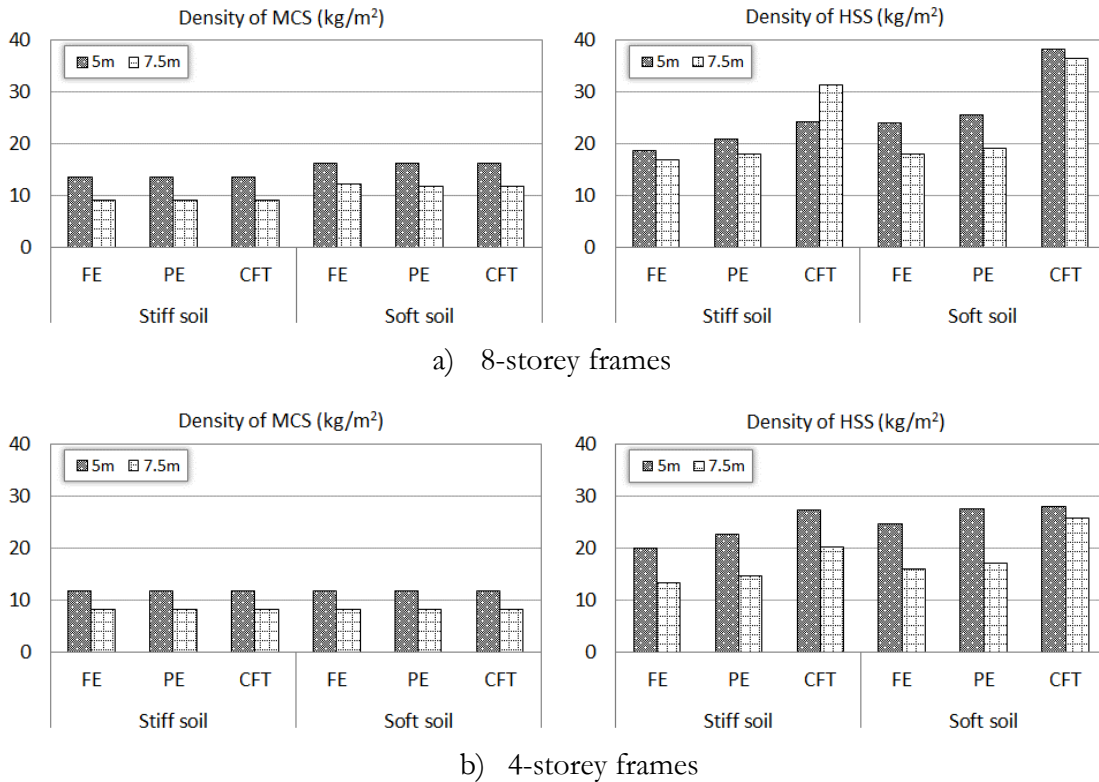 Density of MCS (kg/m²)
40
30
20
10
0
5m 7.5m
FE PE CFT FE PE CFT
Stiff soil Soft soil
Density of HSS (kg/m²)
40
30
20
10
0
5m 7.5m
FE PE CFT FE PE CFT
Stiff soil Soft soil
a) 8-storey frames
Density of MCS (kg/m²)
40
30
20
10
0
5m 7.5m
FE PE CFT FE PE CFT
Stiff soil Soft soil
Density of HSS (kg/m²)
40
30
20
10
0
5m 7.5m
FE PE CFT FE PE CFT
Stiff soil Soft soil
b) 4-storey frames